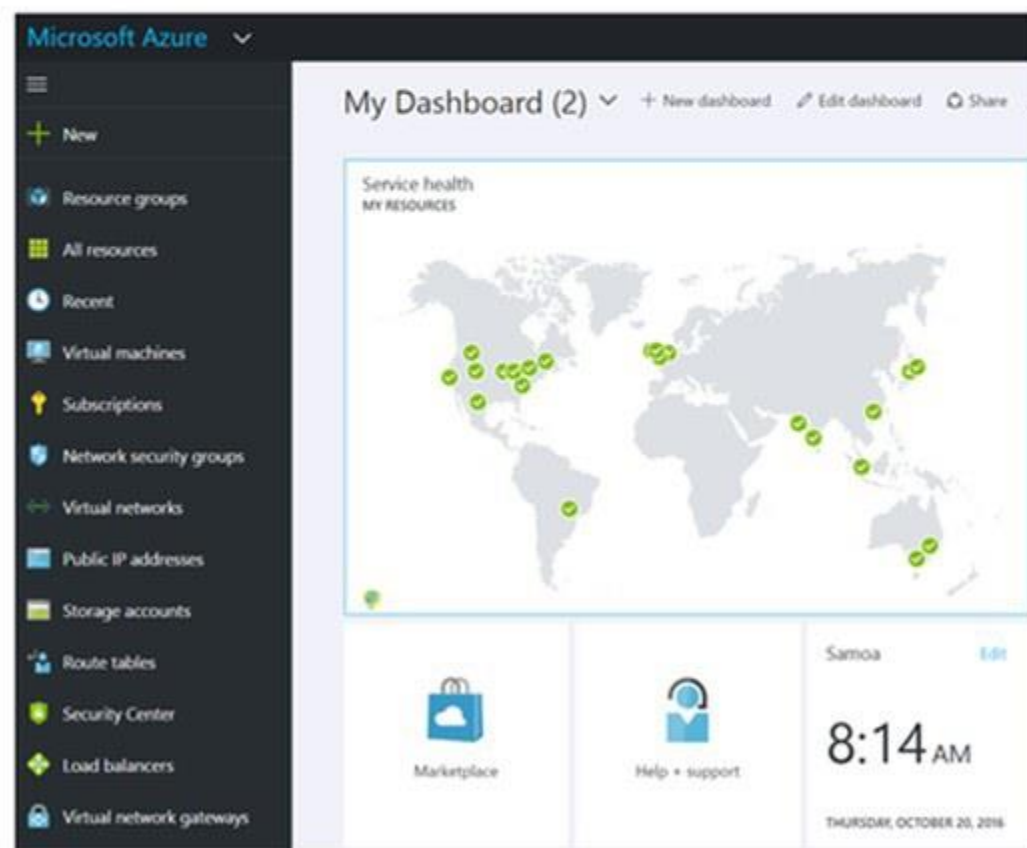 Microsoft Azure
My Dashboard (2) + New dashboard Edit dashboard Share
New
Service health
MY RESOURCES
Resource groups
All resources
Recent
Virtual machines
Subscriptions
Network security groups
Virtual networks
Public IP addresses
Storage accounts
Route tables
Security Center
Load balancers
Virtual network gateways
Marketplace
Help + support
Samoa Edit
8:14 AM
THURSDAY, OCTOBER 20, 2016